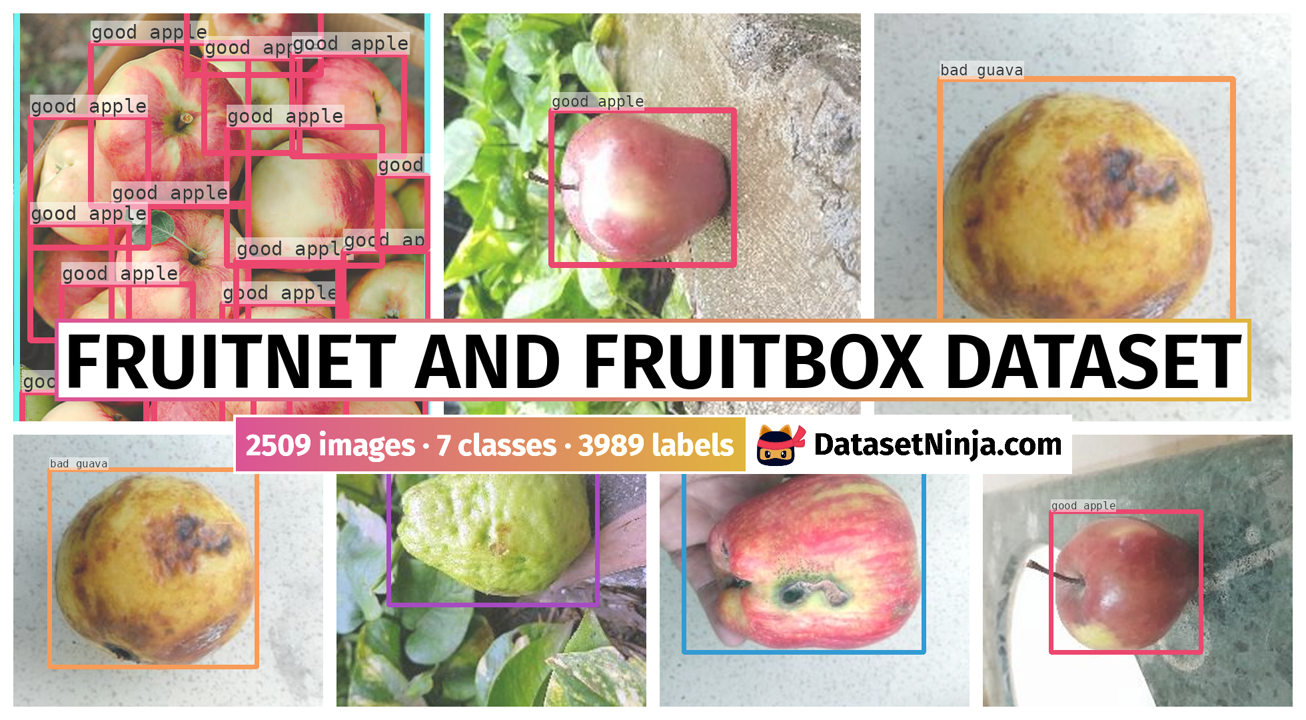 good apple
good app
good apple
good apple
good apple
good
good apple
good apple
good apple
good ap
good apple
good apple
goo
good apple
bad guava
FRUITNET AND FRUITBOX DATASET
2509 images · 7 classes · 3989 labels
DatasetNinja.com
bad guava
good apple